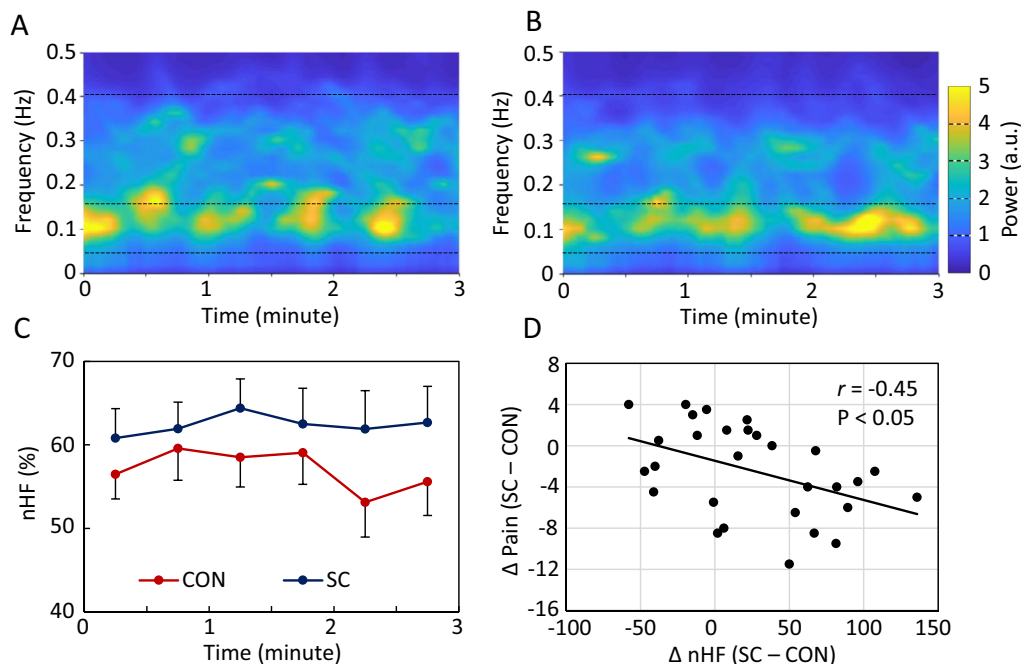 A
B
0.5
0.4
0.3
0.2
0.1
0
Frequency (Hz)
0
1
2
3
Time (minute)
0.5
0.4
0.3
0.2
0.1
0
Frequency (Hz)
0
1
2
3
Time (minute)
5
4
3
2
1
0
Power (a.u.)
C
D
70
60
50
40
nHF (%)
CON
SC
0
1
2
3
Time (minute)
8
4
0
-4
-8
-12
-16
Δ Pain (SC – CON)
r = -0.45
P < 0.05
-100
-50
0
50
100
150
Δ nHF (SC – CON)